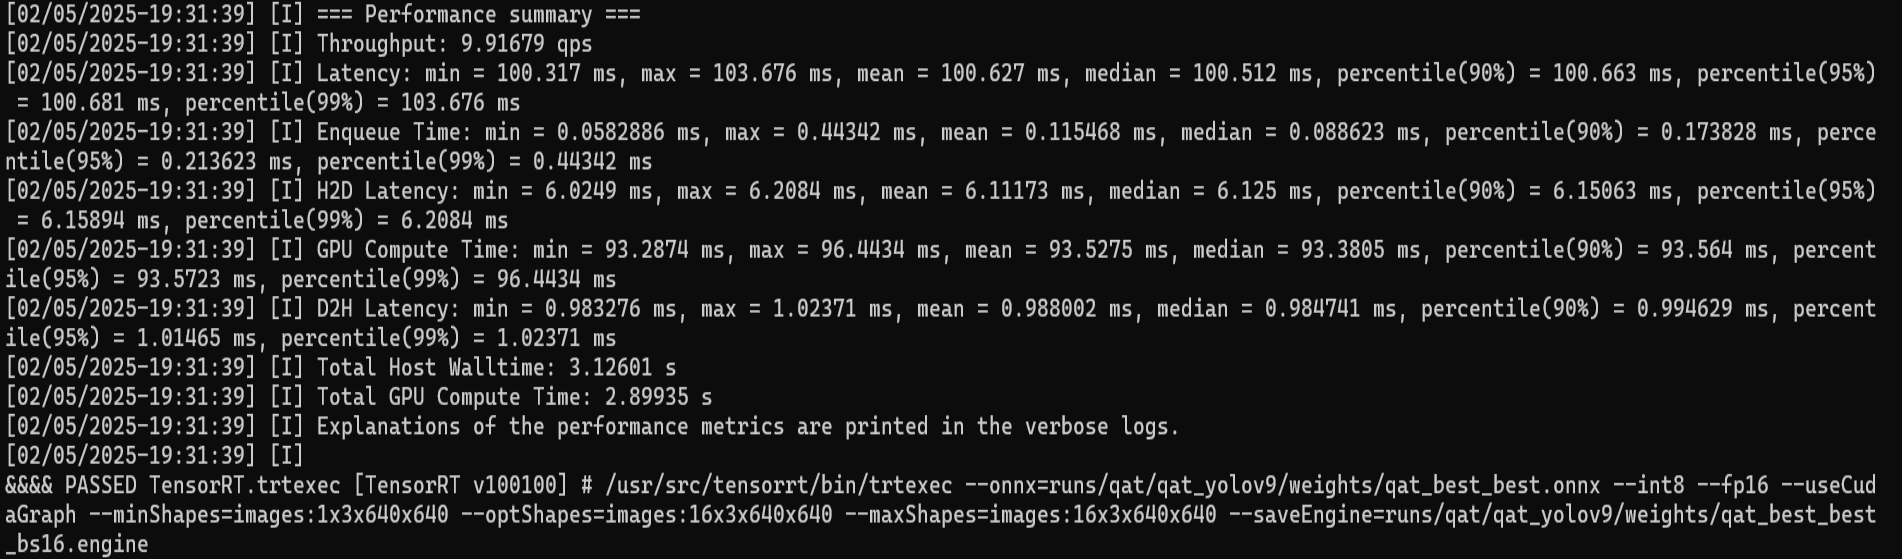 [02/05/2025-19:31:39] [I] === Performance summary ===
[02/05/2025-19:31:39] [I] Throughput: 9.91679 qps
[02/05/2025-19:31:39] [I] Latency: min = 100.317 ms, max = 103.676 ms, mean = 100.627 ms, median = 100.512 ms, percentile(90%) = 100.663 ms, percentile(95%)
 = 100.681 ms, percentile(99%) = 103.676 ms
[02/05/2025-19:31:39] [I] Enqueue Time: min = 0.0582886 ms, max = 0.44342 ms, mean = 0.115468 ms, median = 0.088623 ms, percentile(90%) = 0.173828 ms, perce
ntile(95%) = 0.213623 ms, percentile(99%) = 0.44342 ms
[02/05/2025-19:31:39] [I] H2D Latency: min = 6.0249 ms, max = 6.2084 ms, mean = 6.11173 ms, median = 6.125 ms, percentile(90%) = 6.15063 ms, percentile(95%)
 = 6.15894 ms, percentile(99%) = 6.2084 ms
[02/05/2025-19:31:39] [I] GPU Compute Time: min = 93.2874 ms, max = 96.4434 ms, mean = 93.5275 ms, median = 93.3805 ms, percentile(90%) = 93.564 ms, percent
ile(95%) = 93.5723 ms, percentile(99%) = 96.4434 ms
[02/05/2025-19:31:39] [I] D2H Latency: min = 0.983276 ms, max = 1.02371 ms, mean = 0.988002 ms, median = 0.984741 ms, percentile(90%) = 0.994629 ms, percent
ile(95%) = 1.01465 ms, percentile(99%) = 1.02371 ms
[02/05/2025-19:31:39] [I] Total Host Walltime: 3.12601 s
[02/05/2025-19:31:39] [I] Total GPU Compute Time: 2.89935 s
[02/05/2025-19:31:39] [I] Explanations of the performance metrics are printed in the verbose logs.
[02/05/2025-19:31:39] [I]
&&&& PASSED TensorRT.trtexec [TensorRT v100100] # /usr/src/tensorrt/bin/trtexec --onnx=runs/qat/qat_yolov9/weights/qat_best_best.onnx --int8 --fp16 --useCud
aGraph --minShapes=images:1x3x640x640 --optShapes=images:16x3x640x640 --maxShapes=images:16x3x640x640 --saveEngine=runs/qat/qat_yolov9/weights/qat_best_best
_bs16.engine